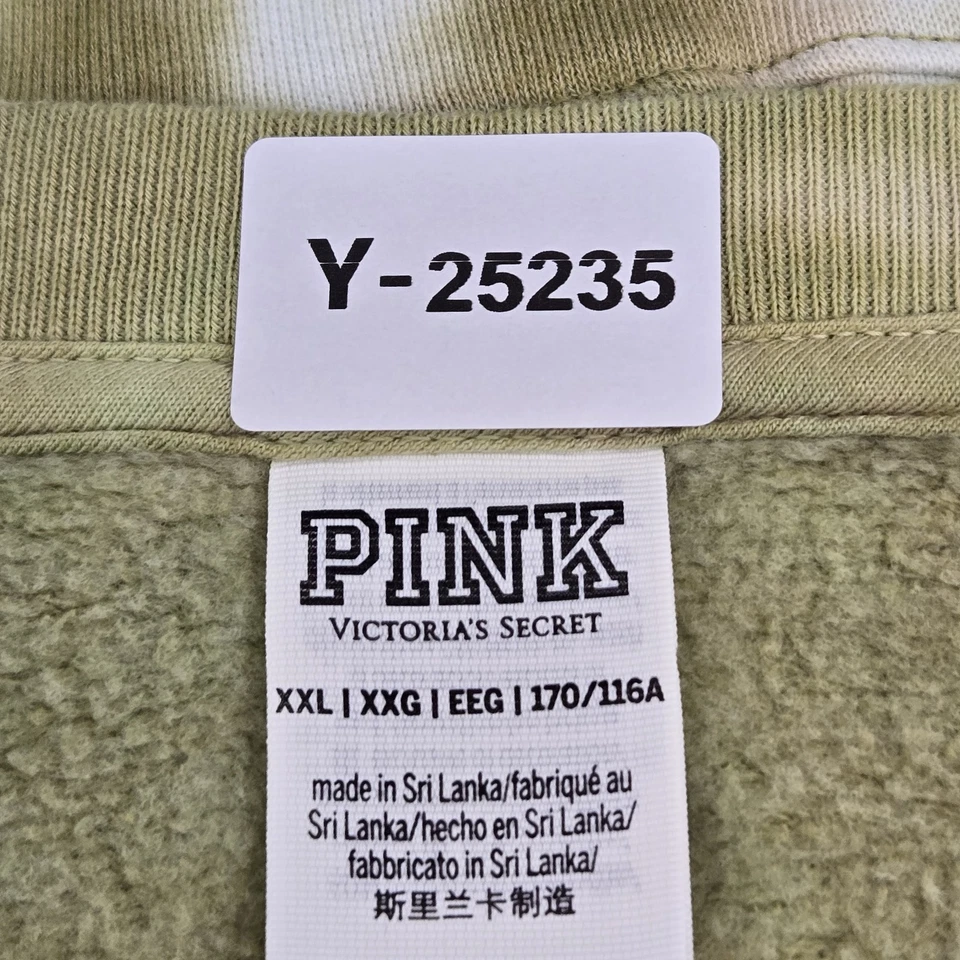 Y-25235
PINK
VICTORIA'S SECRET
XXL | XXG | EEG | 170/116A
made in Sri Lanka/fabriqué au
Sri Lanka/hecho en Sri Lanka/
fabbricato in Sri Lanka/
斯里兰卡制造